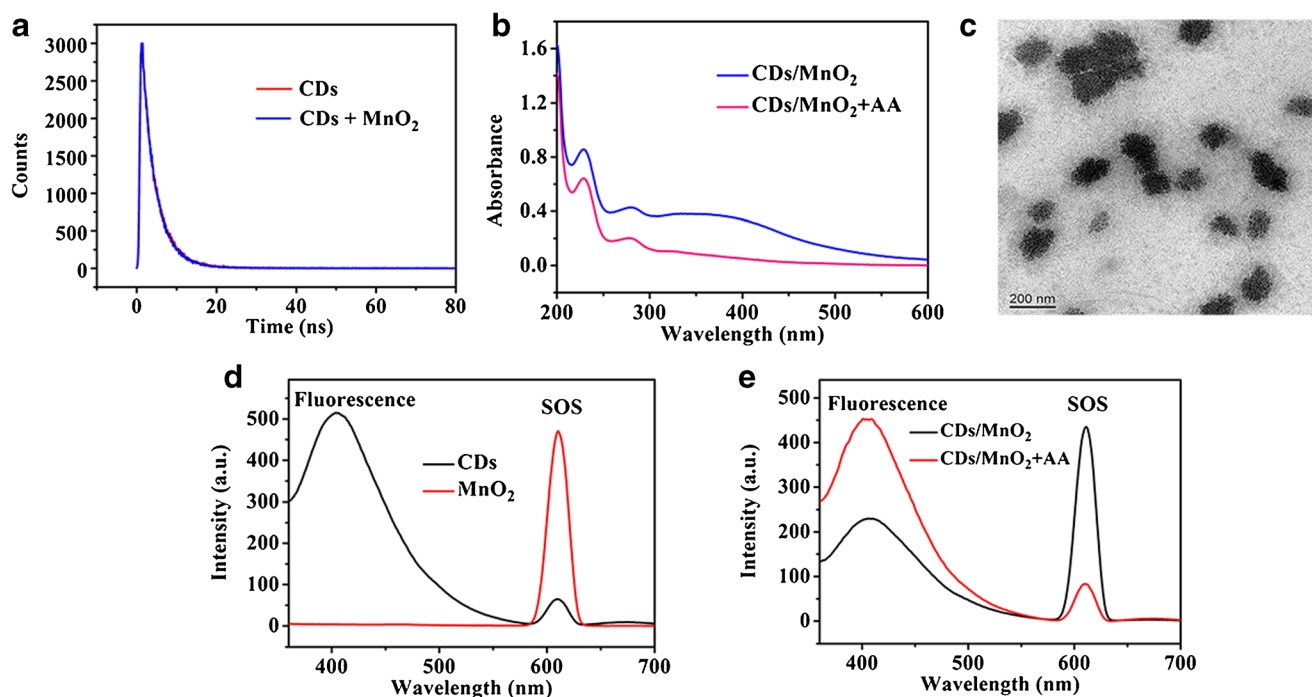 a
3000
2500
2000
1500
1000
500
0
Counts
CDs
CDs + MnO₂
0 20 40 60 80
Time (ns)
b
1.6
1.2
0.8
0.4
0.0
Absorbance
CDs/MnO₂
CDs/MnO₂+AA
200 300 400 500 600
Wavelength (nm)
c
200 nm
d
500
400
300
200
100
0
Intensity (a.u.)
Fluorescence
SOS
CDs
MnO₂
400 500 600 700
Wavelength (nm)
e
500
400
300
200
100
0
Intensity (a.u.)
Fluorescence
SOS
CDs/MnO₂
CDs/MnO₂+AA
400 500 600 700
Wavelength (nm)